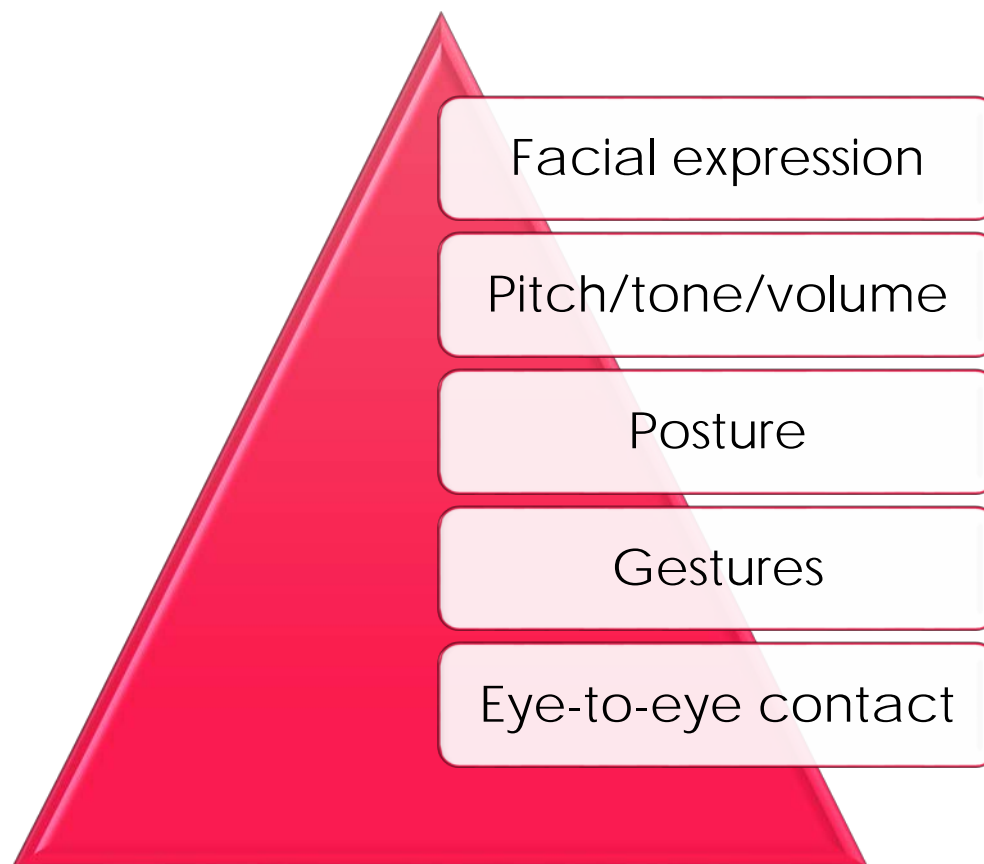 Facial expression
Pitch/tone/volume
Posture
Gestures
Eye-to-eye contact